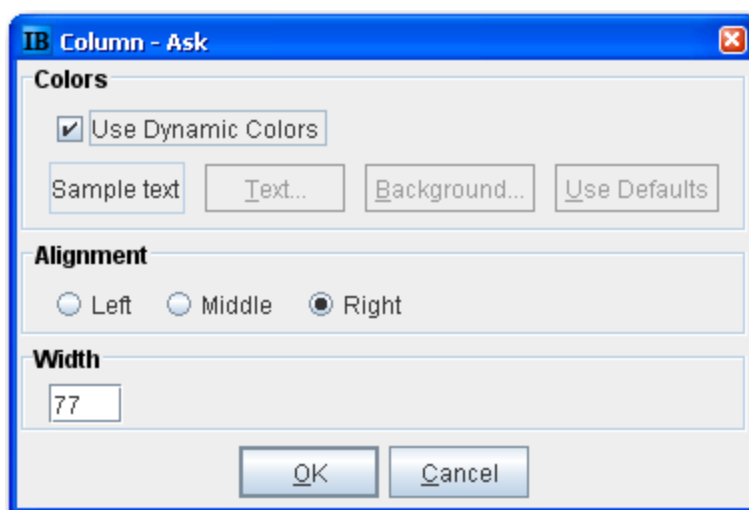 IB Column - Ask
Colors
Use Dynamic Colors
Sample text Text... Background... Use Defaults
Alignment
Left Middle Right
Width
77
OK Cancel